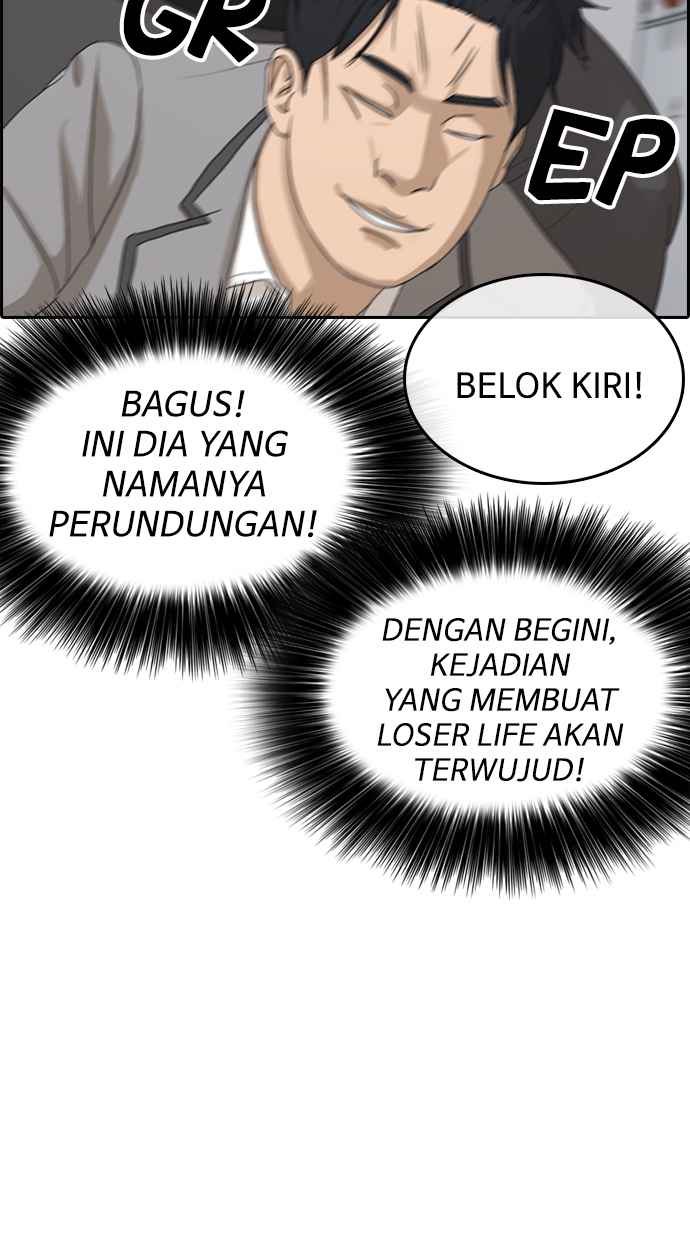 GR
EP
BELOK KIRI!
BAGUS!
INI DIA YANG
NAMANYA
PERUNDUNGAN!
DENGAN BEGINI,
KEJADIAN
YANG MEMBUAT
LOSER LIFE AKAN
TERWUJUD!